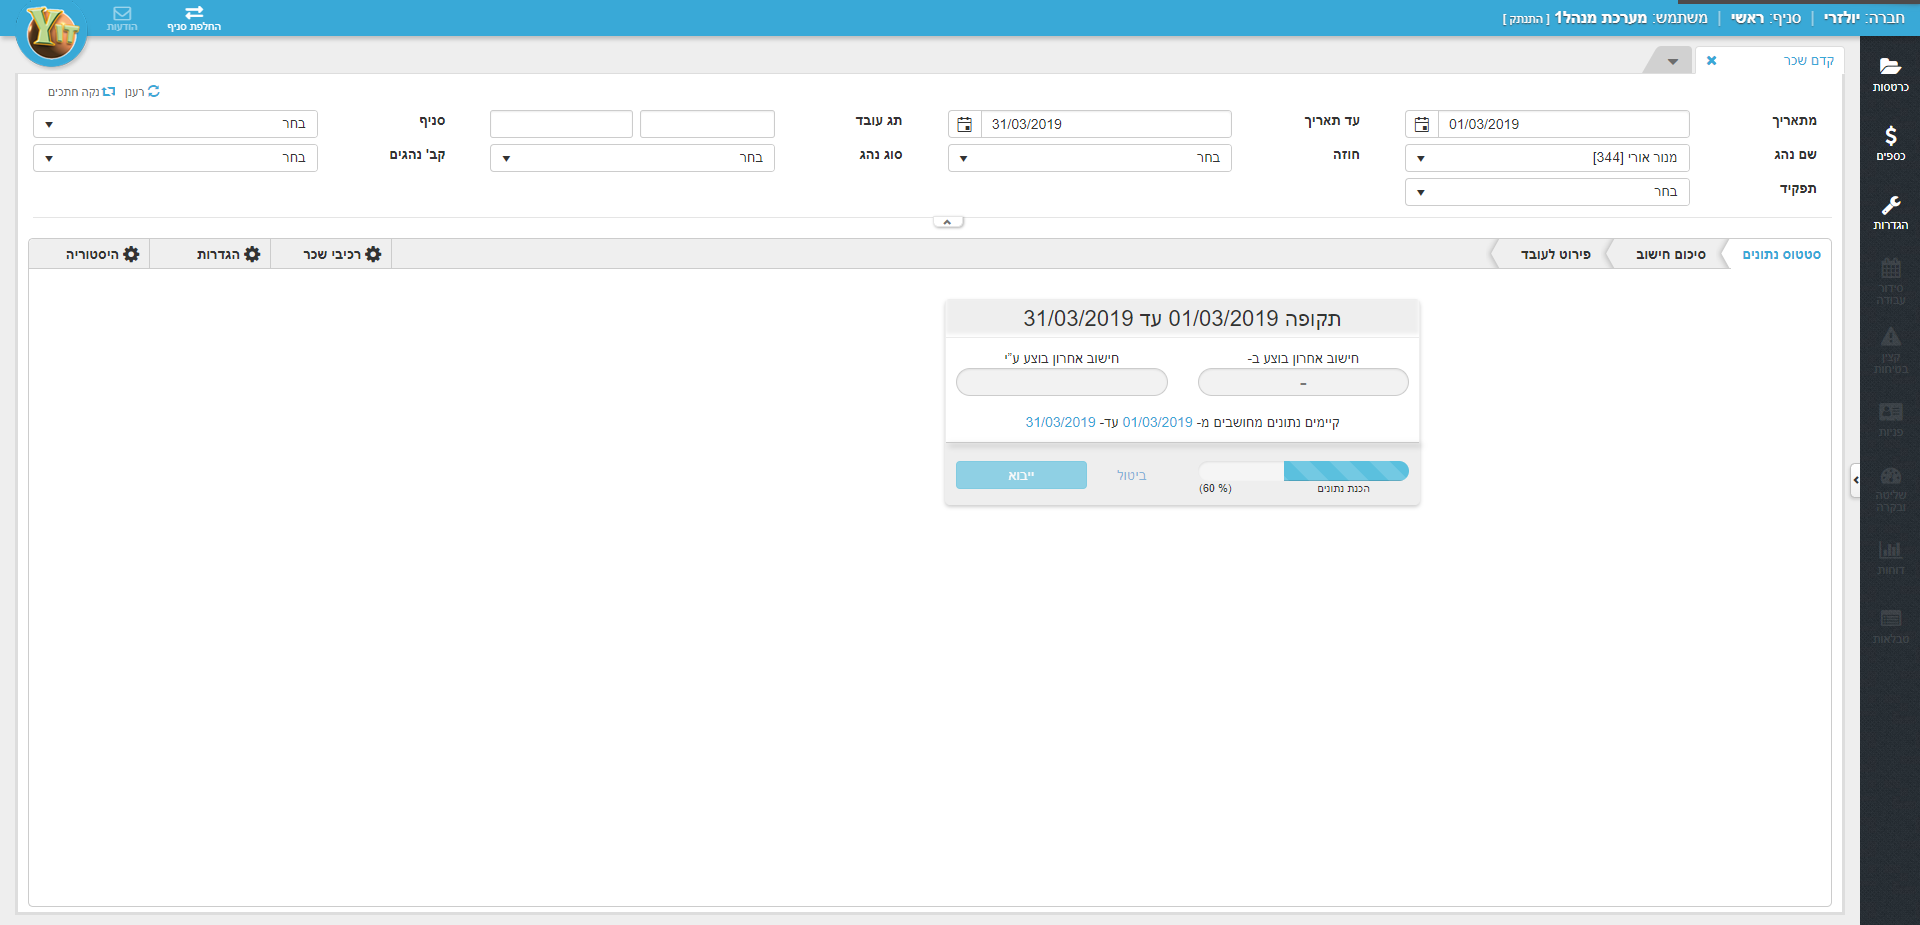 חברה: יולזרי | סניף: ראשי | משתמש: מערכת מנהל1 [ התנתק ]
החלפת סניף
הודעות
YIT
קדם שכר
רענן
נקה חתכים
מתאריך 01/03/2019 עד תאריך 31/03/2019 תג עובד סניף בחר
שם נהג מנור אורי [344] חוזה בחר סוג נהג בחר קב' נהגים בחר
תפקיד בחר
סטטוס נתונים סיכום חישוב פירוט לעובד רכיבי שכר הגדרות היסטוריה
תקופה 01/03/2019 עד 31/03/2019
חישוב אחרון בוצע ב- חישוב אחרון בוצע ע"י
–
קיימים נתונים מחושבים מ- 01/03/2019 עד- 31/03/2019
ביטול ייבוא
הכנת נתונים (60 %)
כרטסות
כספים
הגדרות
סידור
עבודה
קצין
בטיחות
פניות
שליטה
ובקרה
דוחות
טבלאות